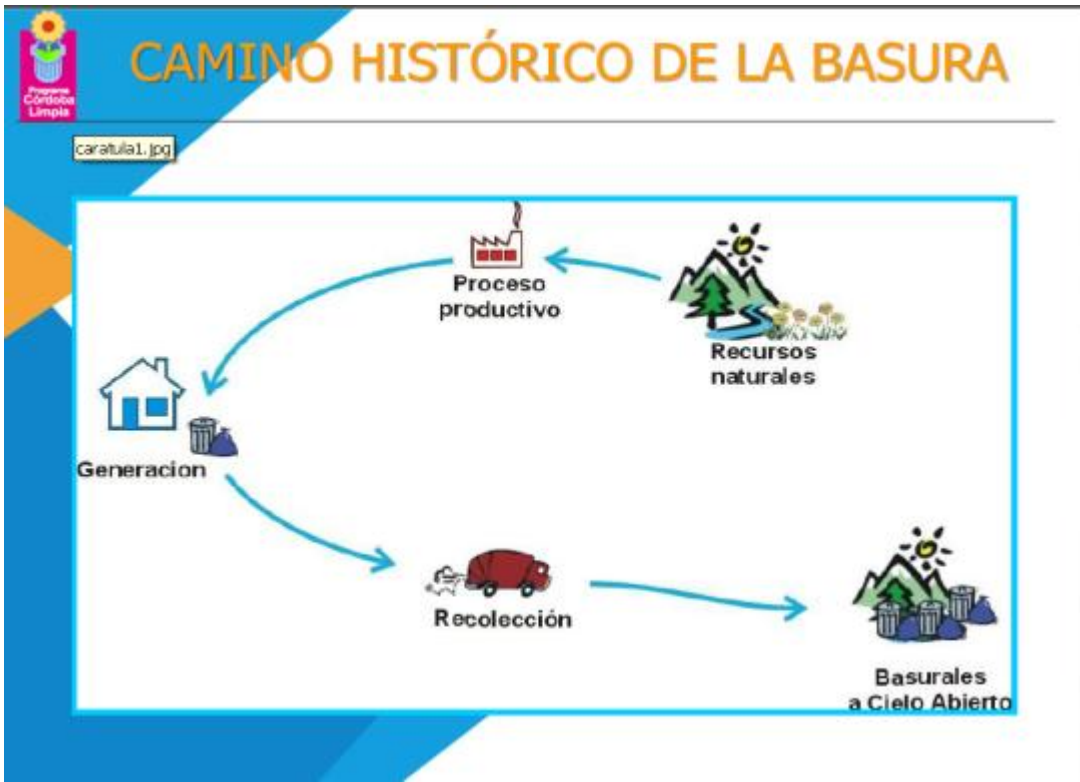 Programa
Córdoba
Limpia
CAMINO HISTÓRICO DE LA BASURA
caratula1.jpg
Proceso
productivo
Recursos
naturales
Generacion
Recolección
Basurales
a Cielo Abierto